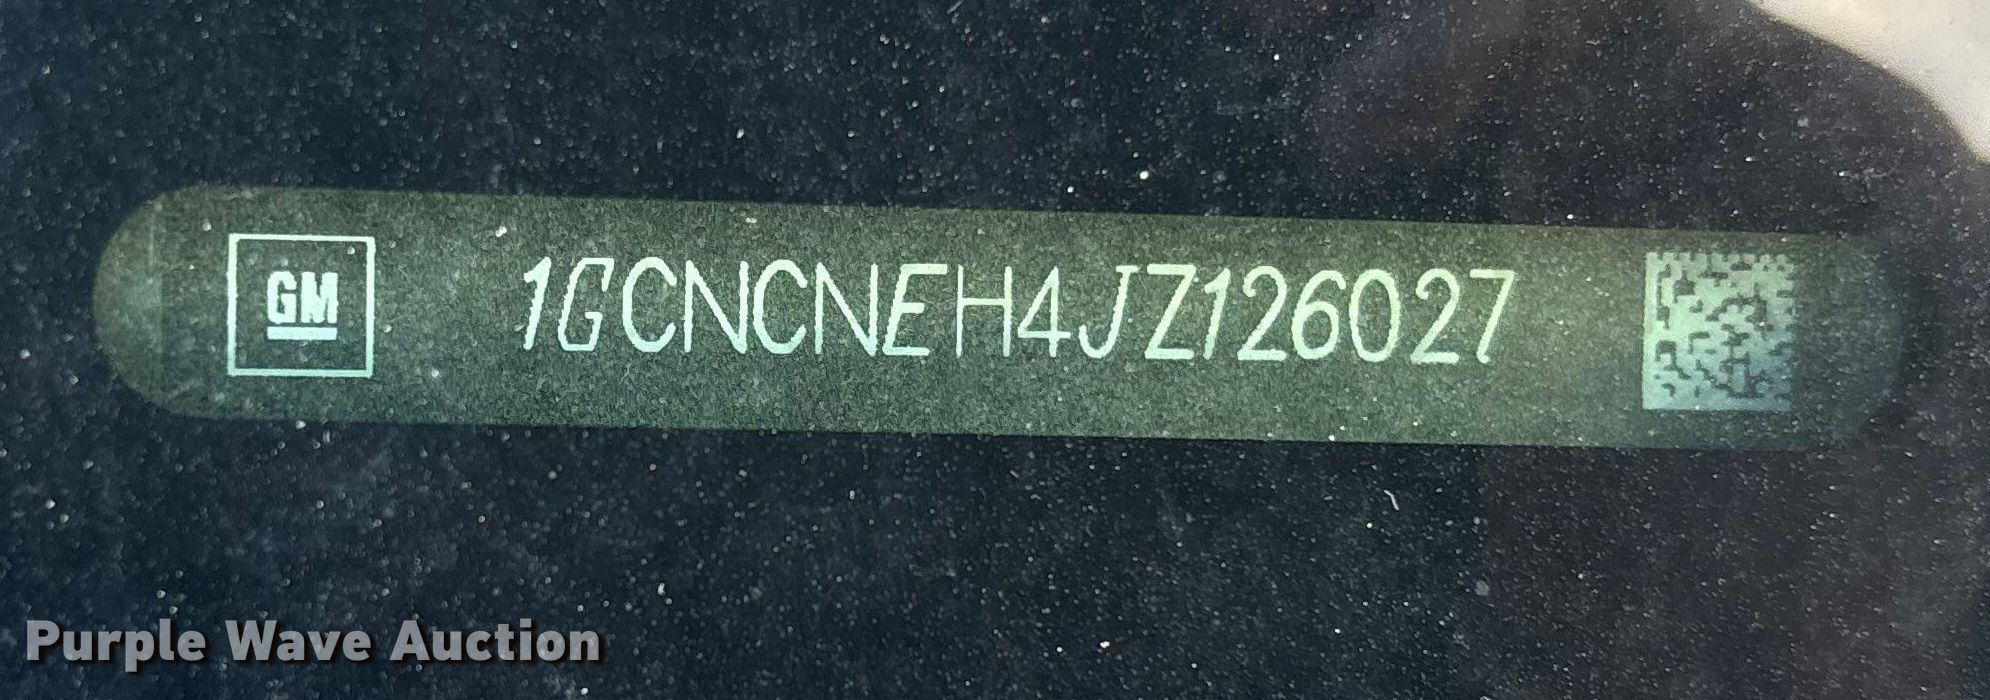 GM 1GCNCNEH4JZ126027
Purple Wave Auction